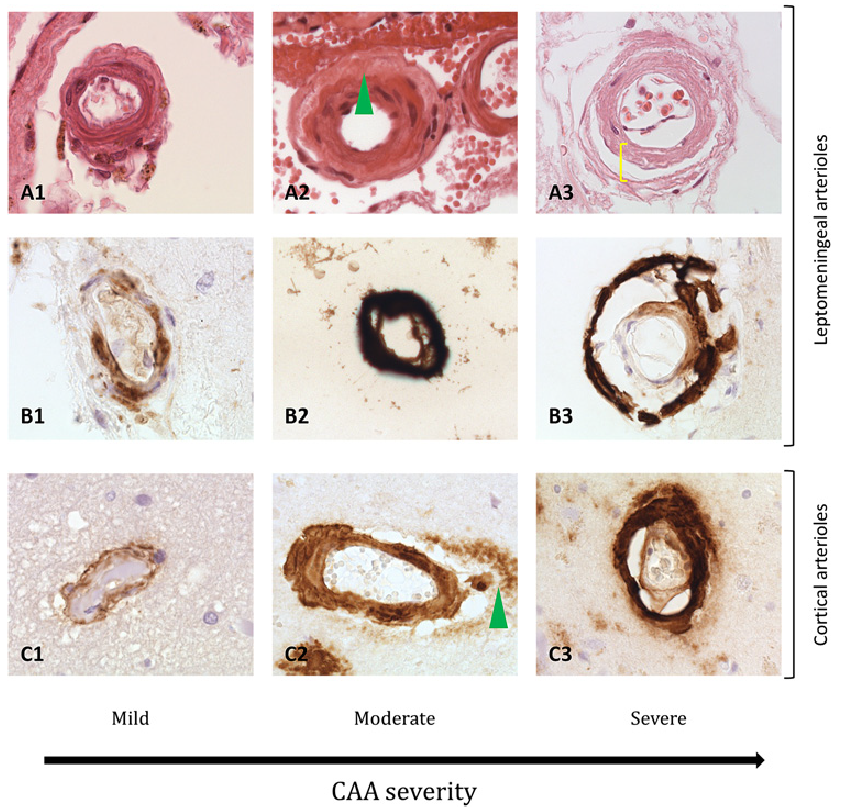 A1
A2
A3
Leptomeningeal arterioles
B1
B2
B3
C1
C2
C3
Cortical arterioles
Mild
Moderate
Severe
CAA severity